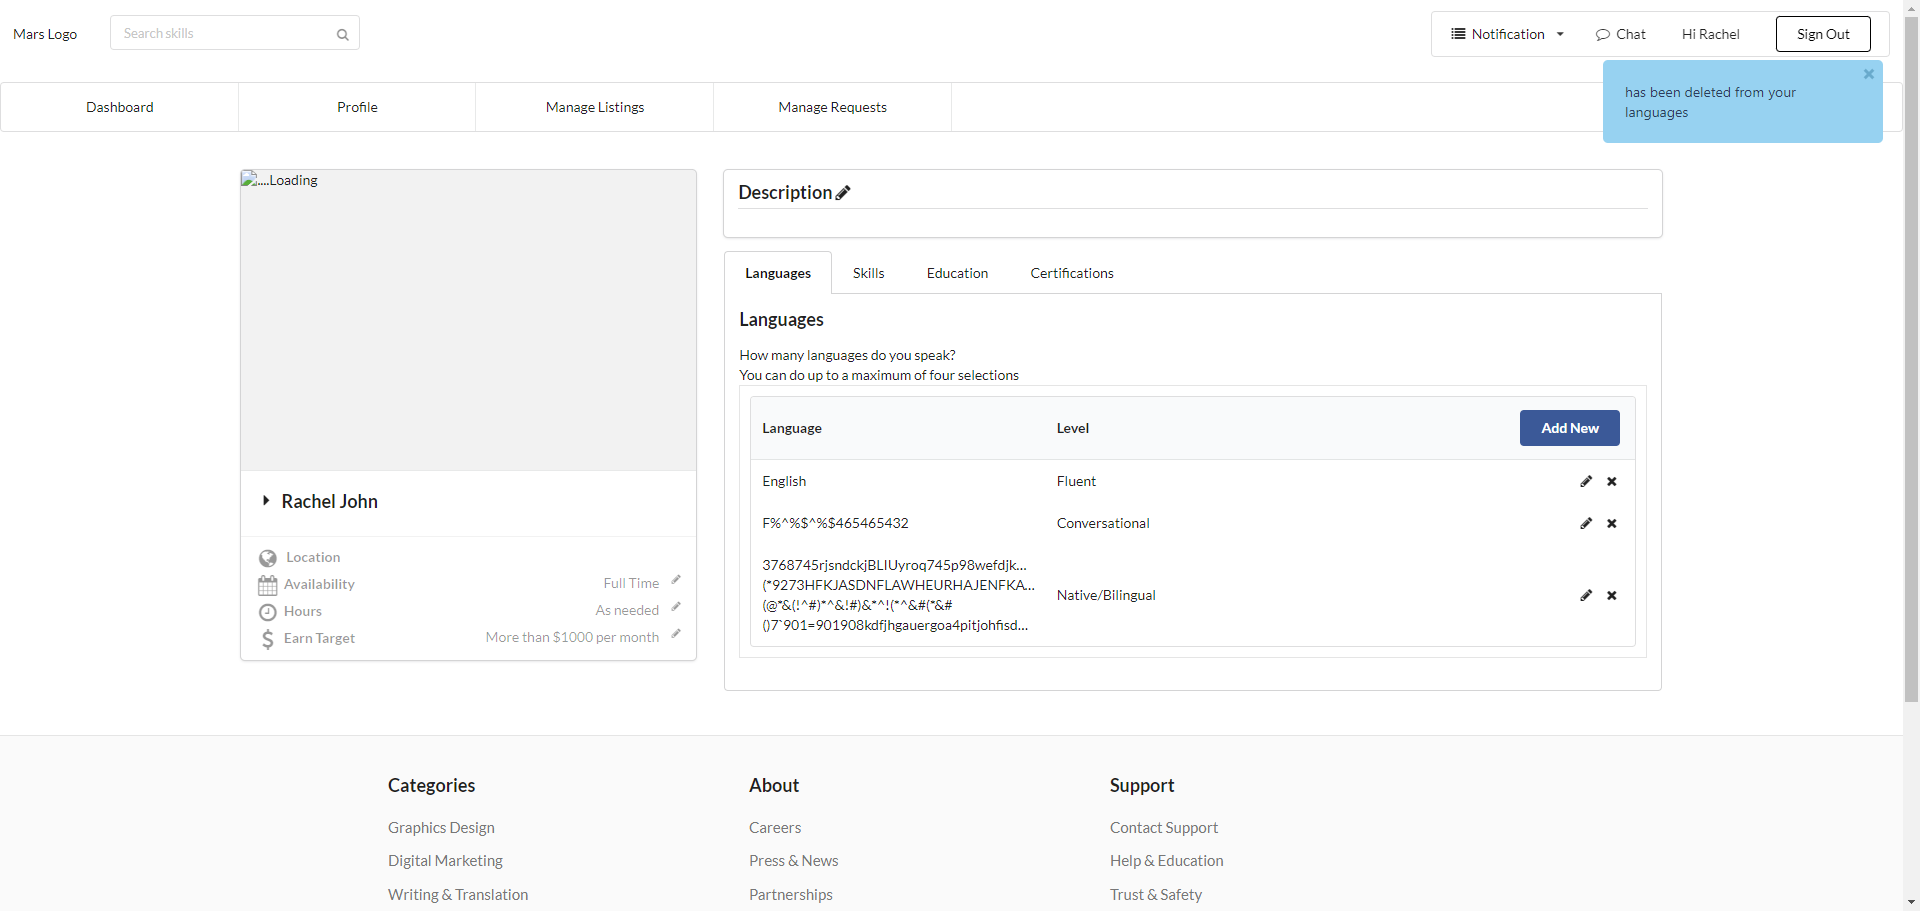 Mars Logo
Search skills
Notification
Chat
Hi Rachel
Sign Out
has been deleted from your
languages
Dashboard
Profile
Manage Listings
Manage Requests
....Loading
Rachel John
Location
Availability
Full Time
Hours
As needed
Earn Target
More than $1000 per month
Description
Languages
Skills
Education
Certifications
Languages
How many languages do you speak?
You can do up to a maximum of four selections
Language
Level
Add New
English
Fluent
F%^%$^%$465465432
Conversational
3768745rjsndckjBLIUyroq745p98wefdjk...
(*9273HFKJASDNFLAWHEURHAJENFKA...
(@*&(!^#)*^&!#)&*^!(*^&#(*&#
()7`901=901908kdfjhgauergoa4pitjohfisd...
Native/Bilingual
Categories
Graphics Design
Digital Marketing
Writing & Translation
About
Careers
Press & News
Partnerships
Support
Contact Support
Help & Education
Trust & Safety